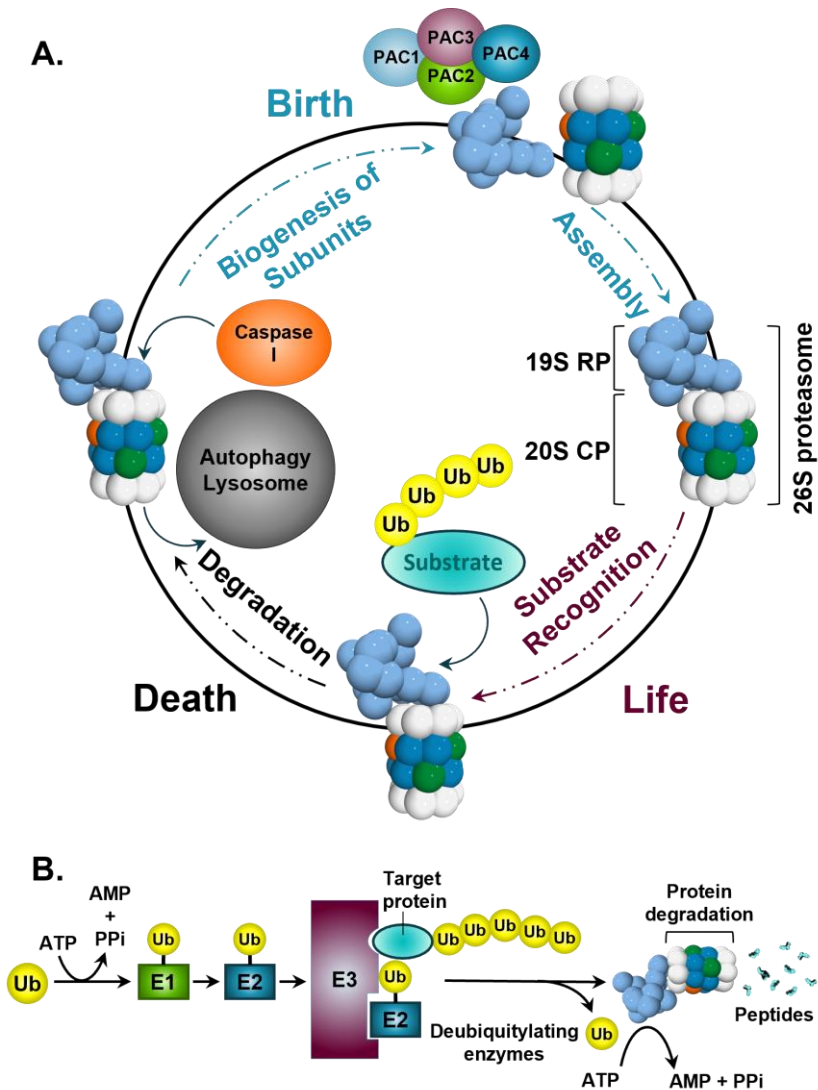 A.
PAC1
PAC3
PAC2
PAC4
Birth
Biogenesis of
Subunits
Assembly
Caspase
I
Autophagy
Lysosome
19S RP
20S CP
26S proteasome
Ub
Ub
Ub
Ub
Substrate
Substrate
Recognition
Degradation
Death
Life
B.
Ub
ATP
AMP
+
PPi
Ub
E1
Ub
E2
E3
Target
protein
Ub
Ub
Ub
Ub
Ub
Ub
E2
Deubiquitylating
enzymes
Ub
Protein
degradation
Peptides
ATP
AMP + PPi